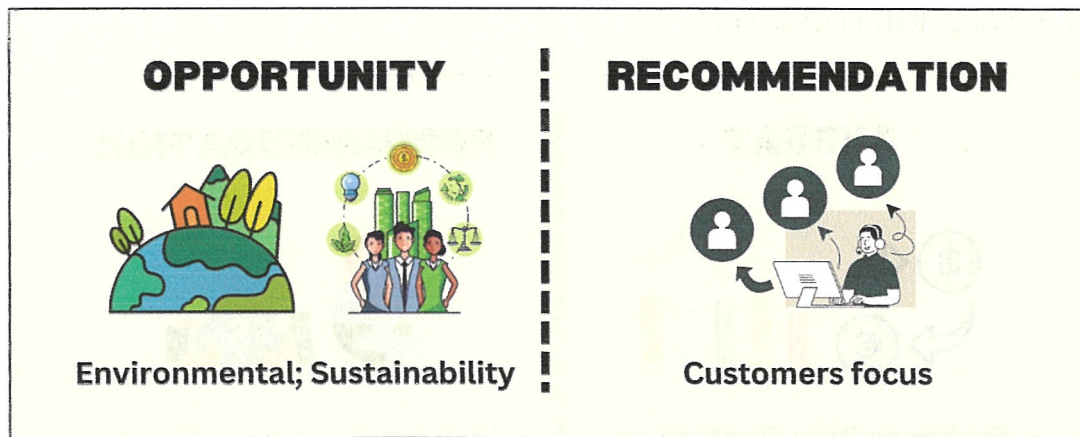 OPPORTUNITY
RECOMMENDATION
Environmental; Sustainability
Customers focus